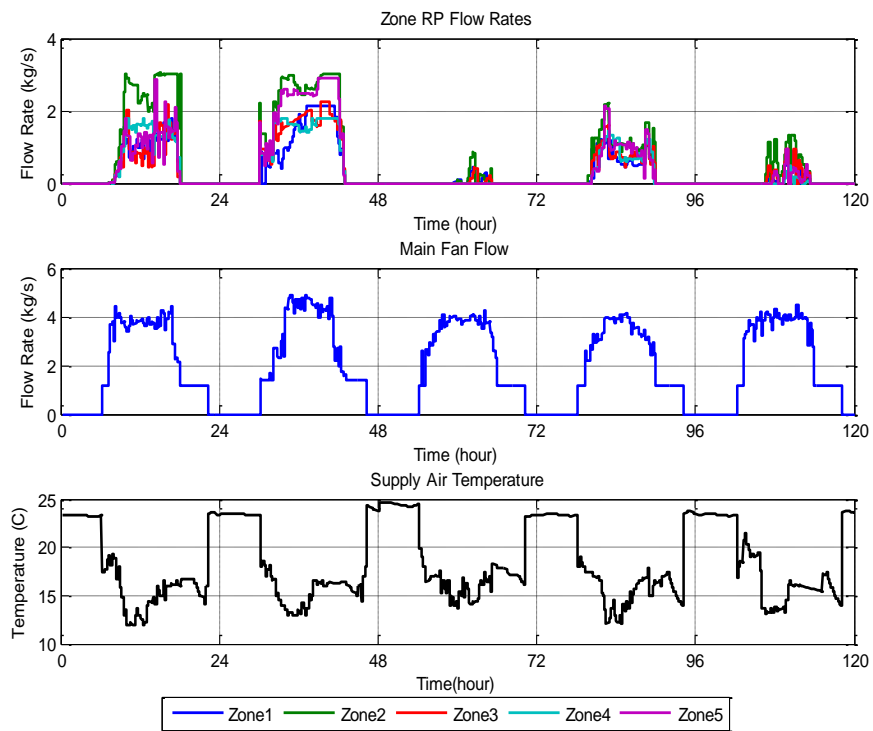 Zone RP Flow Rates
Flow Rate (kg/s)
4
2
0
0 24 48 72 96 120
Time (hour)
Main Fan Flow
Flow Rate (kg/s)
6
4
2
0
0 24 48 72 96 120
Time (hour)
Supply Air Temperature
Temperature (C)
25
20
15
10
0 24 48 72 96 120
Time(hour)
Zone1 Zone2 Zone3 Zone4 Zone5